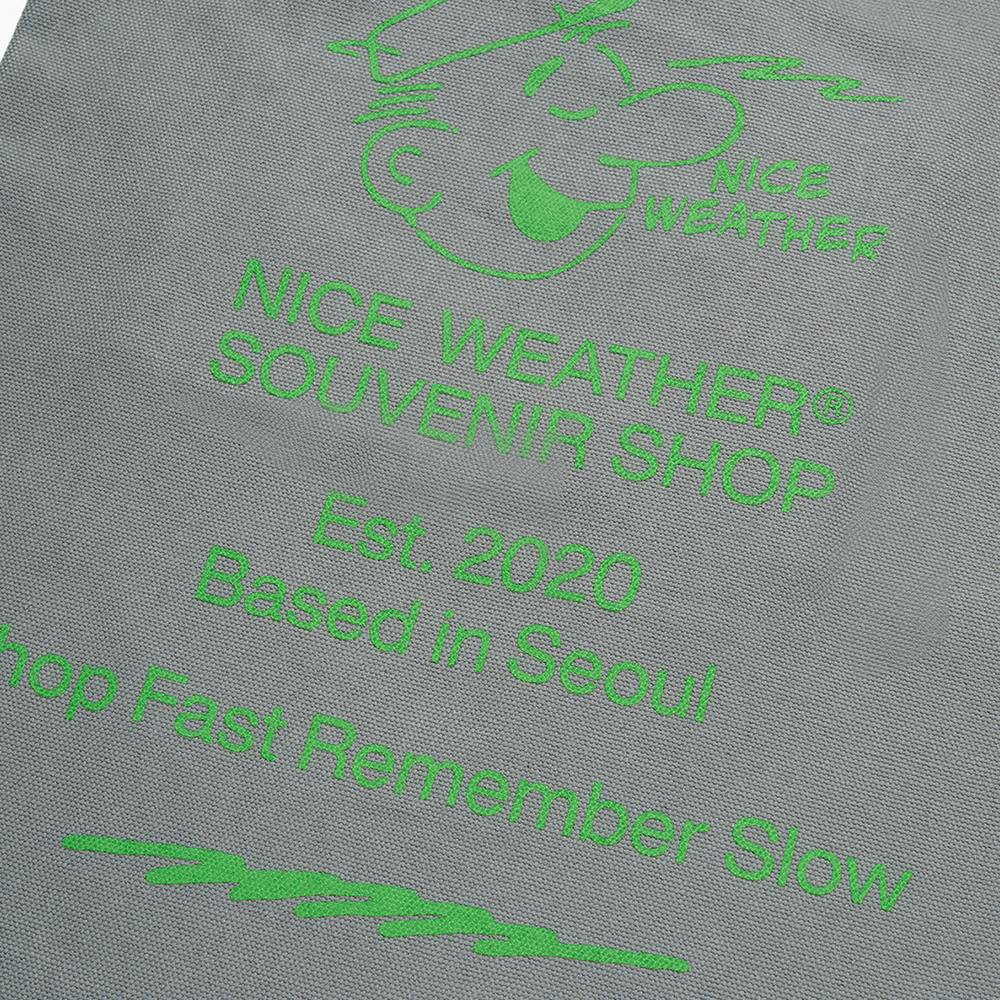 NICE
WEATHER
NICE WEATHER®
SOUVENIR SHOP
Est. 2020
Based in Seoul
hop Fast Remember Slow